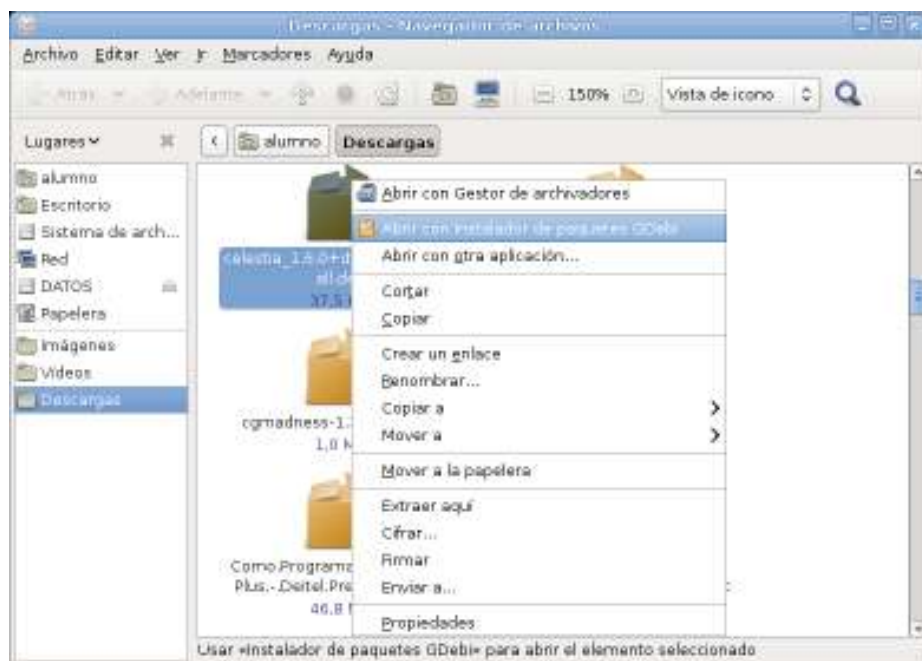 Descargas - Navegador de archivos
Archivo Editar Ver Ir Marcadores Ayuda
Atrás Adelante 150% Vista de icono
Lugares alumno Descargas
alumno
Escritorio
Sistema de arch...
Red
DATOS
Papelera
Imágenes
Vídeos
Descargas
celestia_1.6.0+d
all.de
37,5
cgmadness-1.
1,0 M
Como.Programa
Plus.-.Deitel.Pre
46,8
Abrir con Gestor de archivadores
Abrir con Instalador de paquetes GDebi
Abrir con otra aplicación...
Cortar
Copiar
Crear un enlace
Renombrar...
Copiar a
Mover a
Mover a la papelera
Extraer aquí
Cifrar...
Firmar
Enviar a...
Propiedades
Usar «Instalador de paquetes GDebi» para abrir el elemento seleccionado